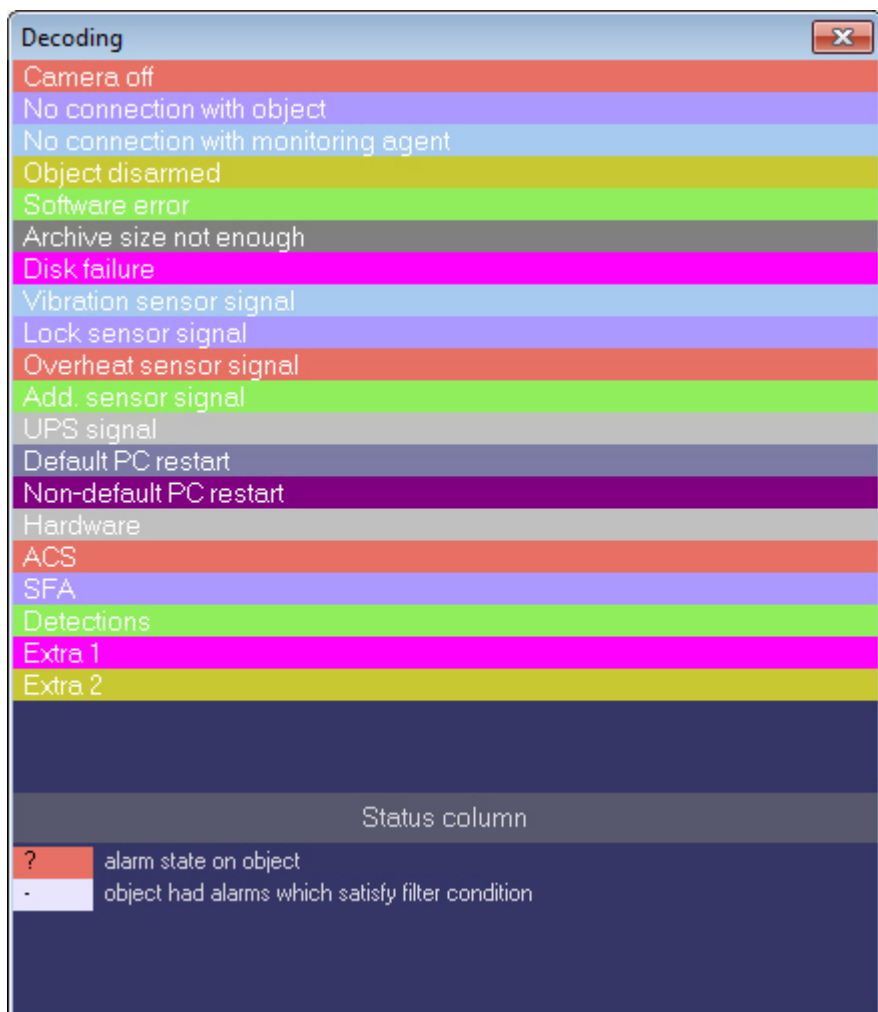 Decoding
Camera off
No connection with object
No connection with monitoring agent
Object disarmed
Software error
Archive size not enough
Disk failure
Vibration sensor signal
Lock sensor signal
Overheat sensor signal
Add. sensor signal
UPS signal
Default PC restart
Non-default PC restart
Hardware
ACS
SFA
Detections
Extra 1
Extra 2
Status column
? alarm state on object
- object had alarms which satisfy filter condition